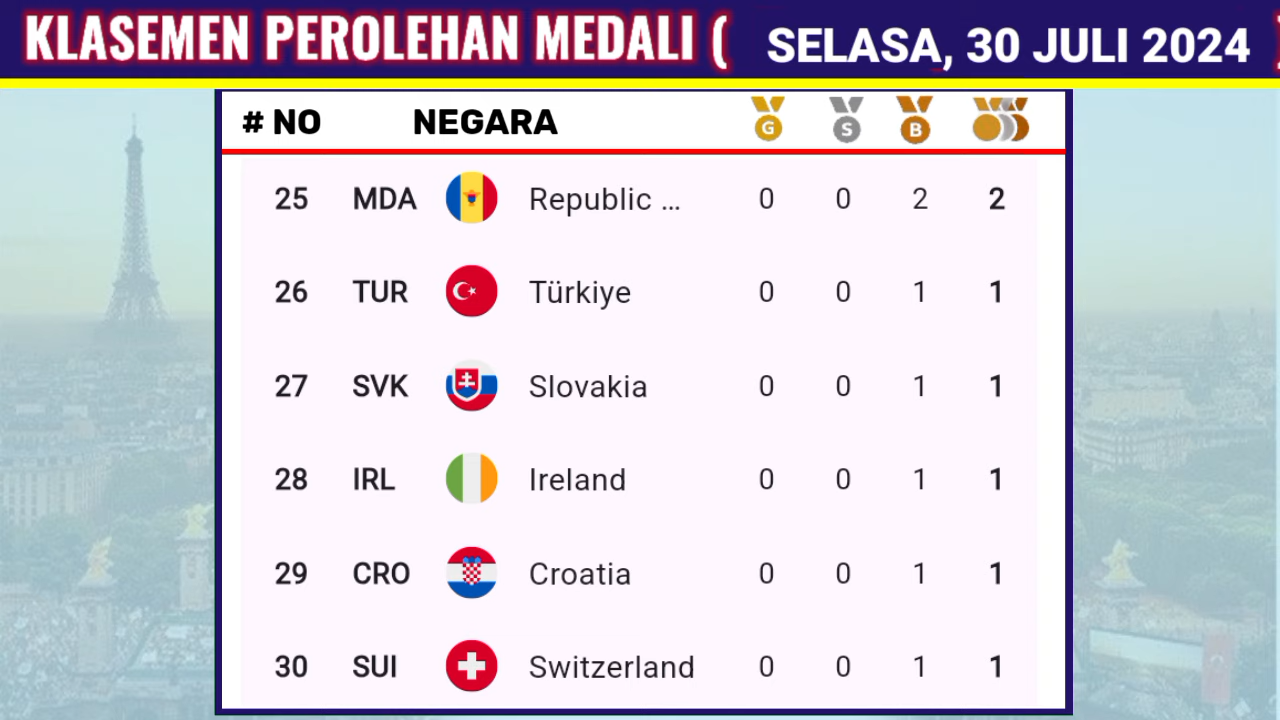 KLASEMEN PEROLEHAN MEDALI ( SELASA, 30 JULI 2024 )
# NO NEGARA G S B
25 MDA Republic ... 0 0 2 2
26 TUR Türkiye 0 0 1 1
27 SVK Slovakia 0 0 1 1
28 IRL Ireland 0 0 1 1
29 CRO Croatia 0 0 1 1
30 SUI Switzerland 0 0 1 1